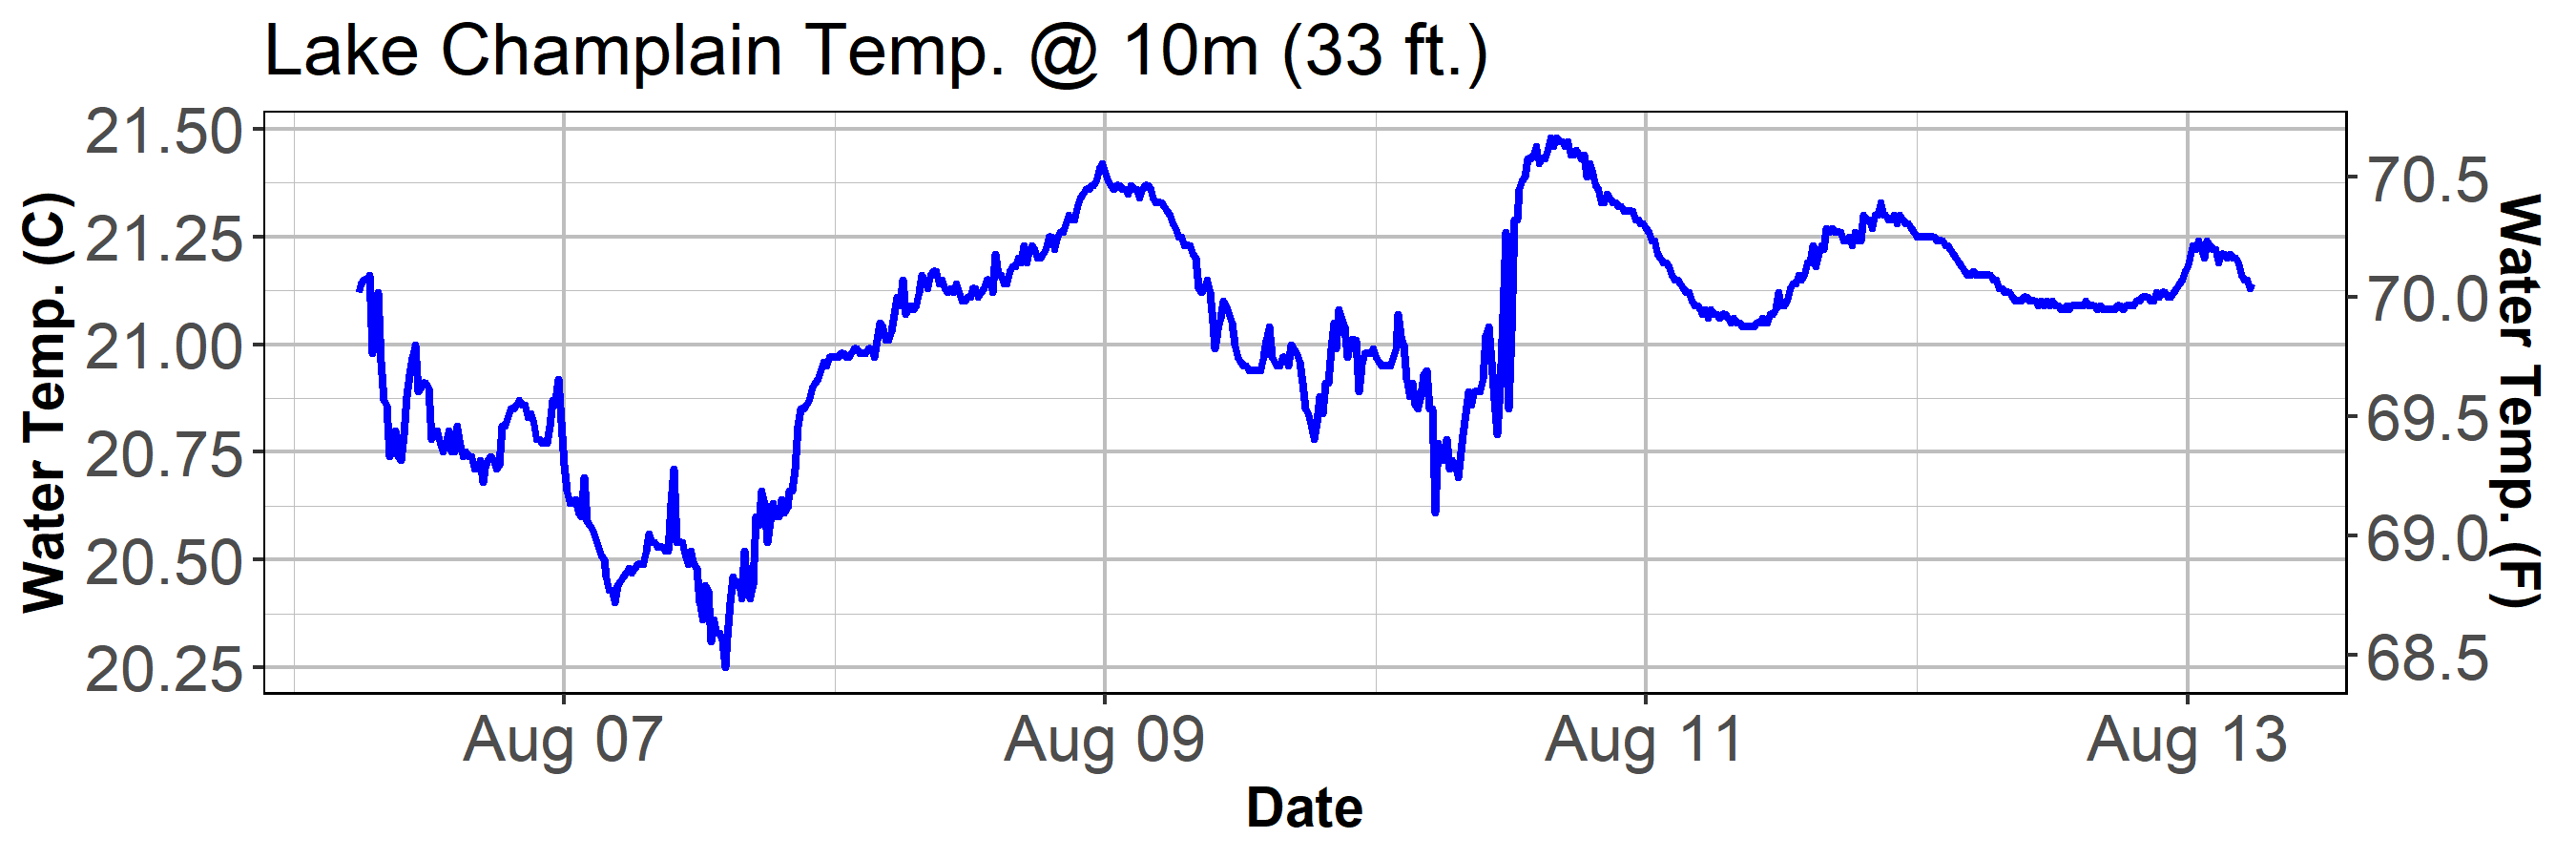 Lake Champlain Temp. @ 10m (33 ft.)
Water Temp. (C)
21.50
21.25
21.00
20.75
20.50
20.25
70.5
70.0
69.5
69.0
68.5
Water Temp. (F)
Aug 07 Aug 09 Aug 11 Aug 13
Date